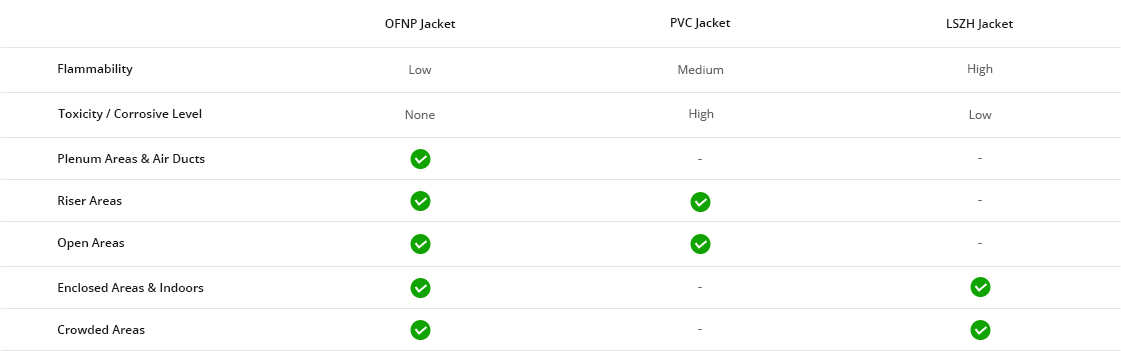 OFNP Jacket PVC Jacket LSZH Jacket
Flammability Low Medium High
Toxicity / Corrosive Level None High Low
Plenum Areas & Air Ducts - -
Riser Areas -
Open Areas -
Enclosed Areas & Indoors -
Crowded Areas -